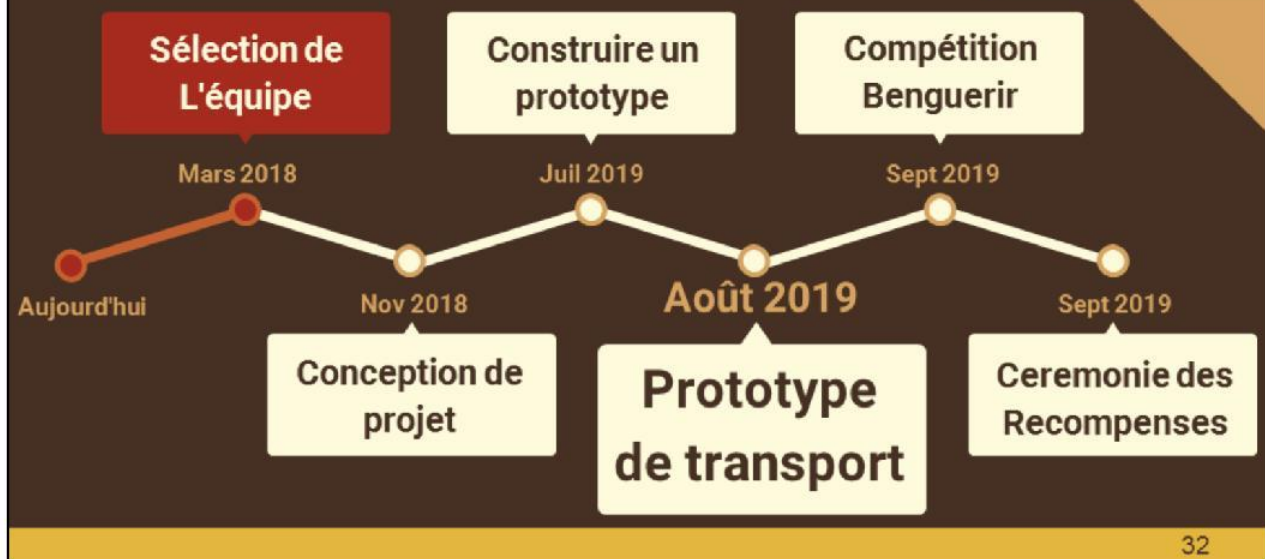 Sélection de
L'équipe
Construire un
prototype
Compétition
Benguerir
Mars 2018
Juil 2019
Sept 2019
Aujourd'hui
Nov 2018
Août 2019
Sept 2019
Conception de
projet
Prototype
de transport
Ceremonie des
Recompenses
32